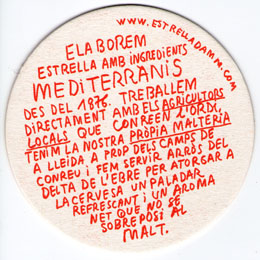 WWW.ESTRELLADAMM.COM
ELABOREM
ESTRELLA AMB INGREDIENTS
MEDITERRANIS
DES DEL 1876. TREBALLEM
DIRECTAMENT AMB ELS AGRICULTORS
LOCALS QUE CONREEN L'ORDI,
TENIM LA NOSTRA PRÒPIA MALTERIA
A LLEIDA A PROP DELS CAMPS DE
CONREU I FEM SERVIR ARRÒS DEL
DELTA DE L'EBRE PER ATORGAR A
LA CERVESA UN PALADAR
REFRESCANT I UN AROMA
NET QUE NO SE
SOBREPOSI AL
MALT.